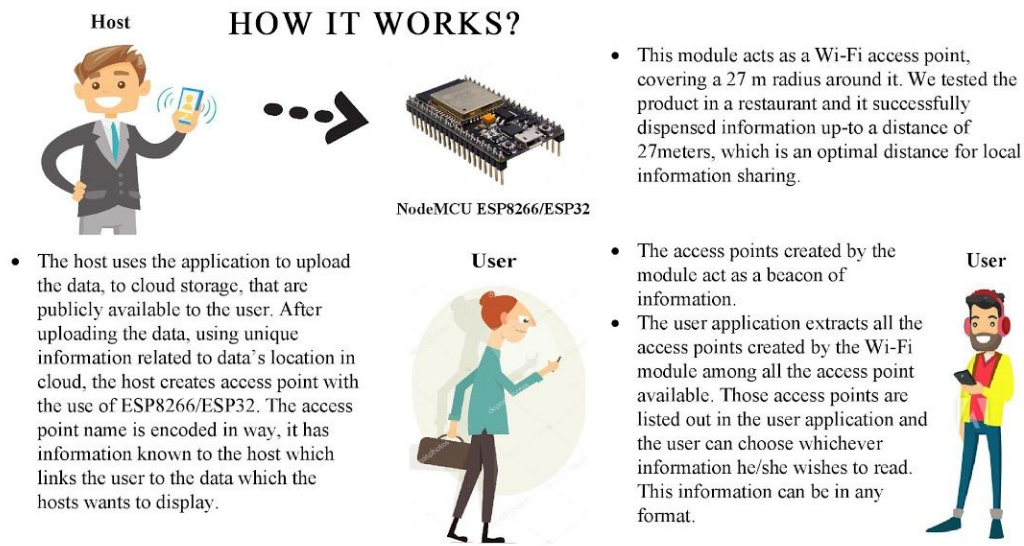 Host
HOW IT WORKS?
NodeMCU ESP8266/ESP32
• This module acts as a Wi-Fi access point,
covering a 27 m radius around it. We tested the
product in a restaurant and it successfully
dispensed information up-to a distance of
27meters, which is an optimal distance for local
information sharing.
• The host uses the application to upload
the data, to cloud storage, that are
publicly available to the user. After
uploading the data, using unique
information related to data's location in
cloud, the host creates access point with
the use of ESP8266/ESP32. The access
point name is encoded in way, it has
information known to the host which
links the user to the data which the
hosts wants to display.
User
• The access points created by the
module act as a beacon of
information.
• The user application extracts all the
access points created by the Wi-Fi
module among all the access point
available. Those access points are
listed out in the user application and
the user can choose whichever
information he/she wishes to read.
This information can be in any
format.
User